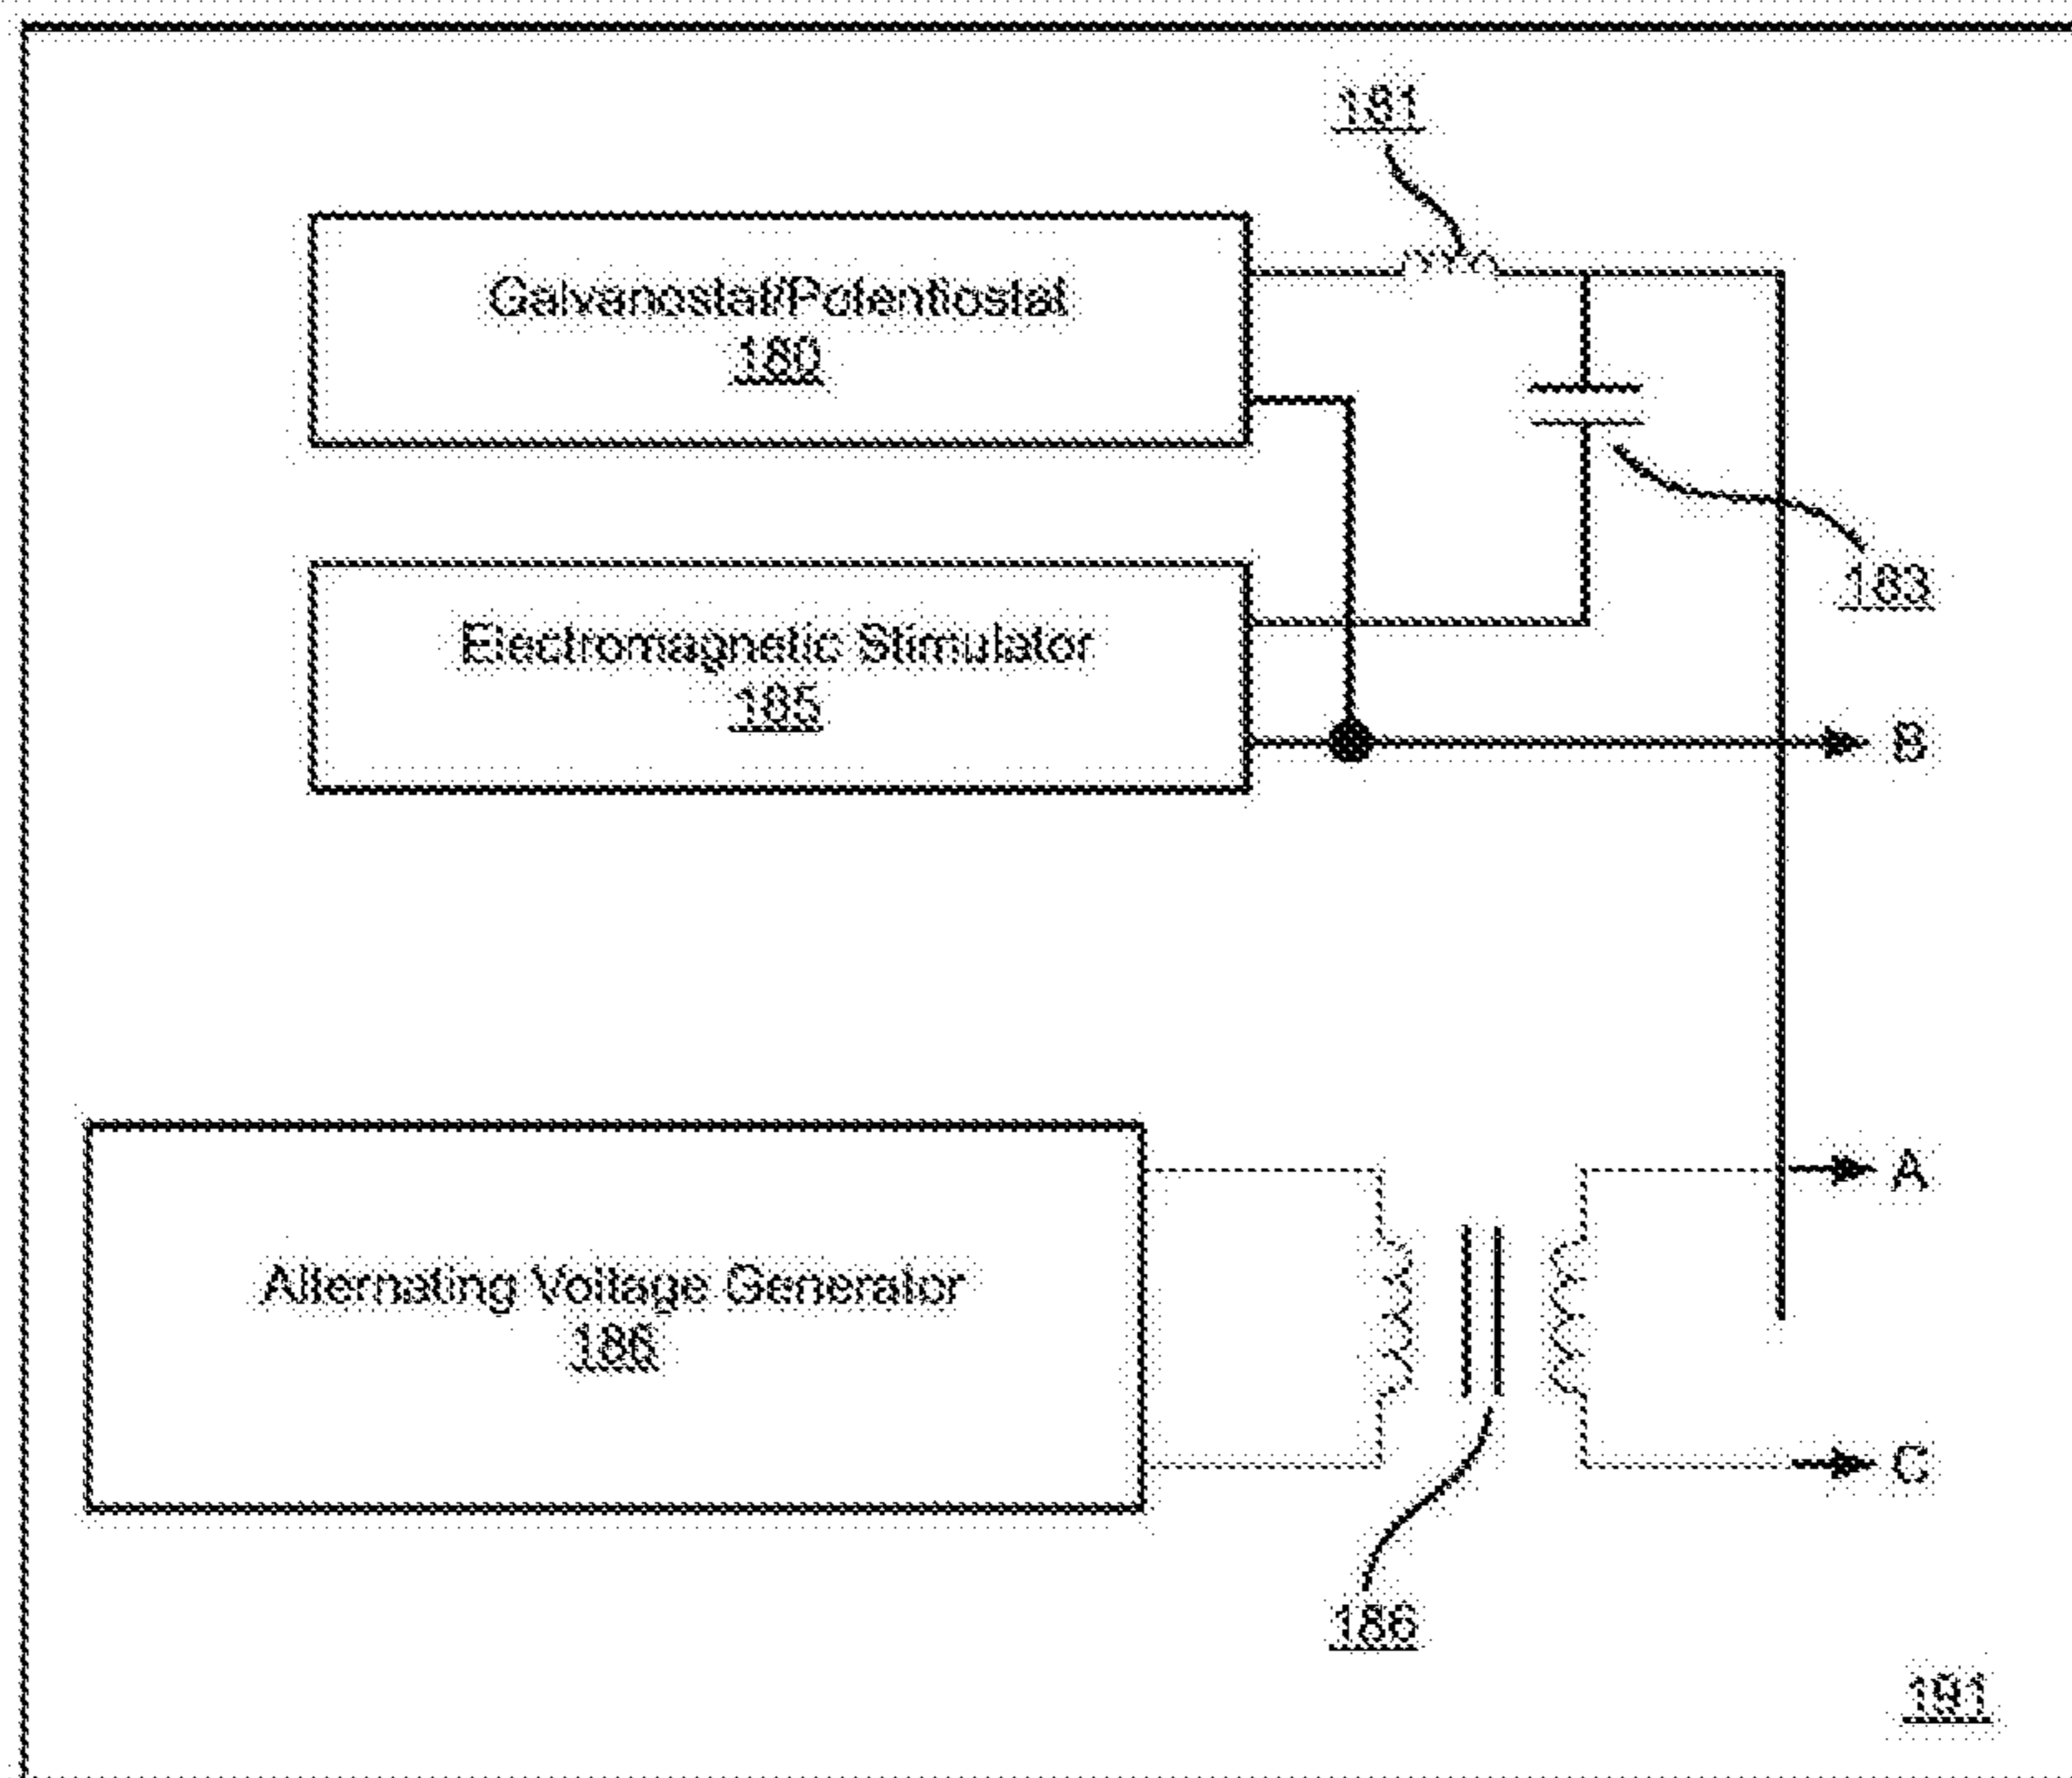 181
Galvanostat/Potentiostat
180
183
Electromagnetic Stimulator
185
B
A
Alternating Voltage Generator
186
C
186
191